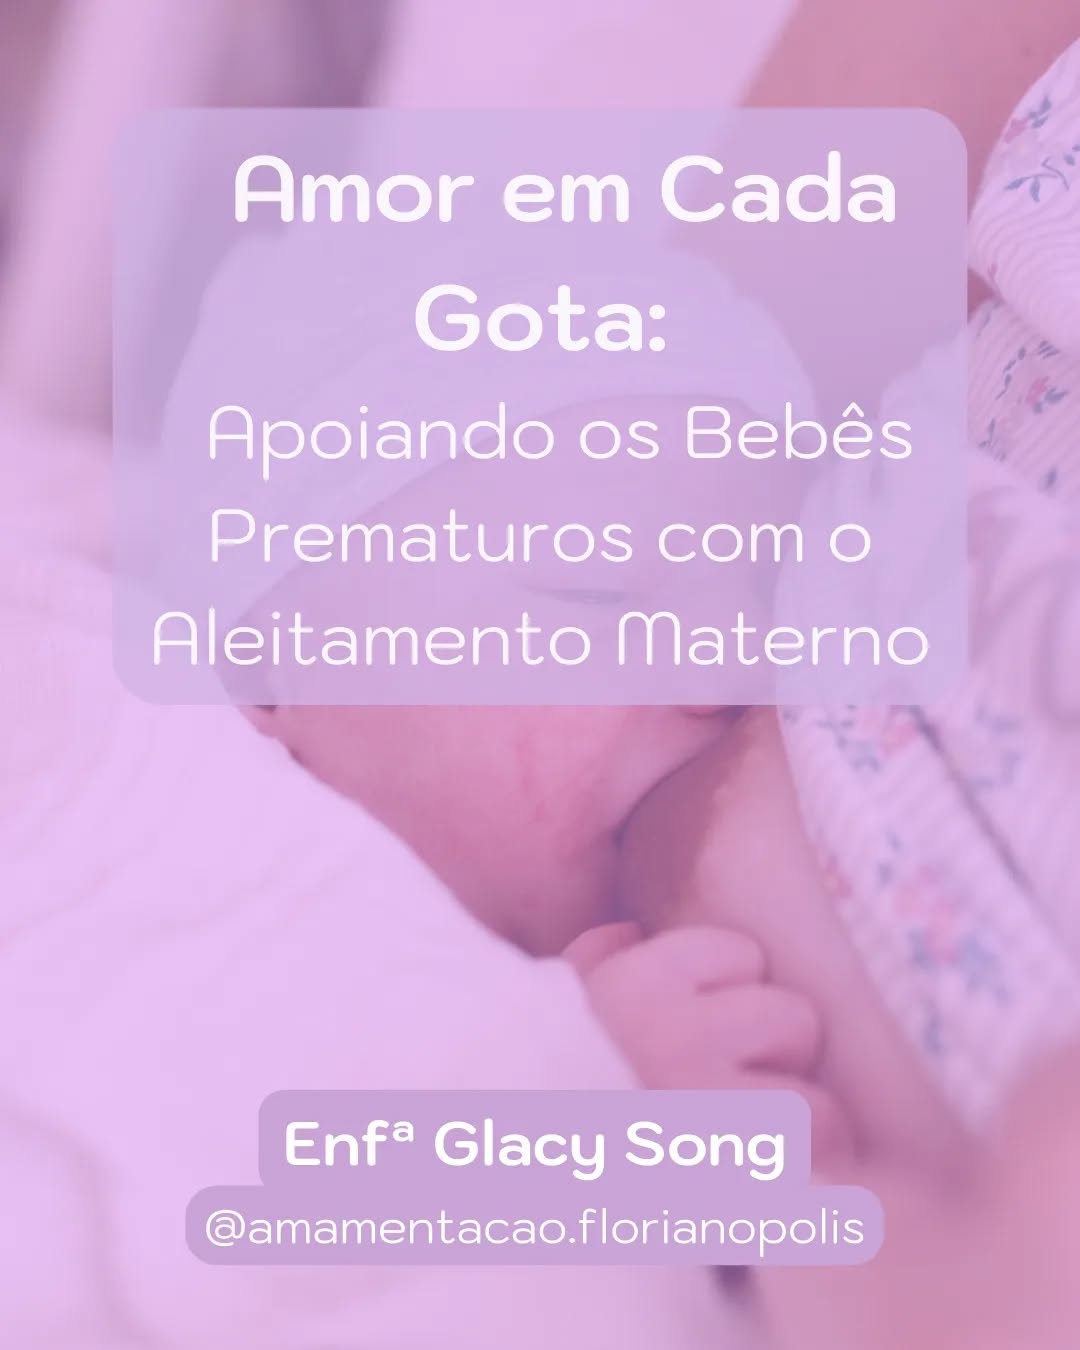 Amor em Cada
Gota:
Apoiando os Bebês
Prematuros com o
Aleitamento Materno
Enfª Glacy Song
@amamentacao.florianopolis